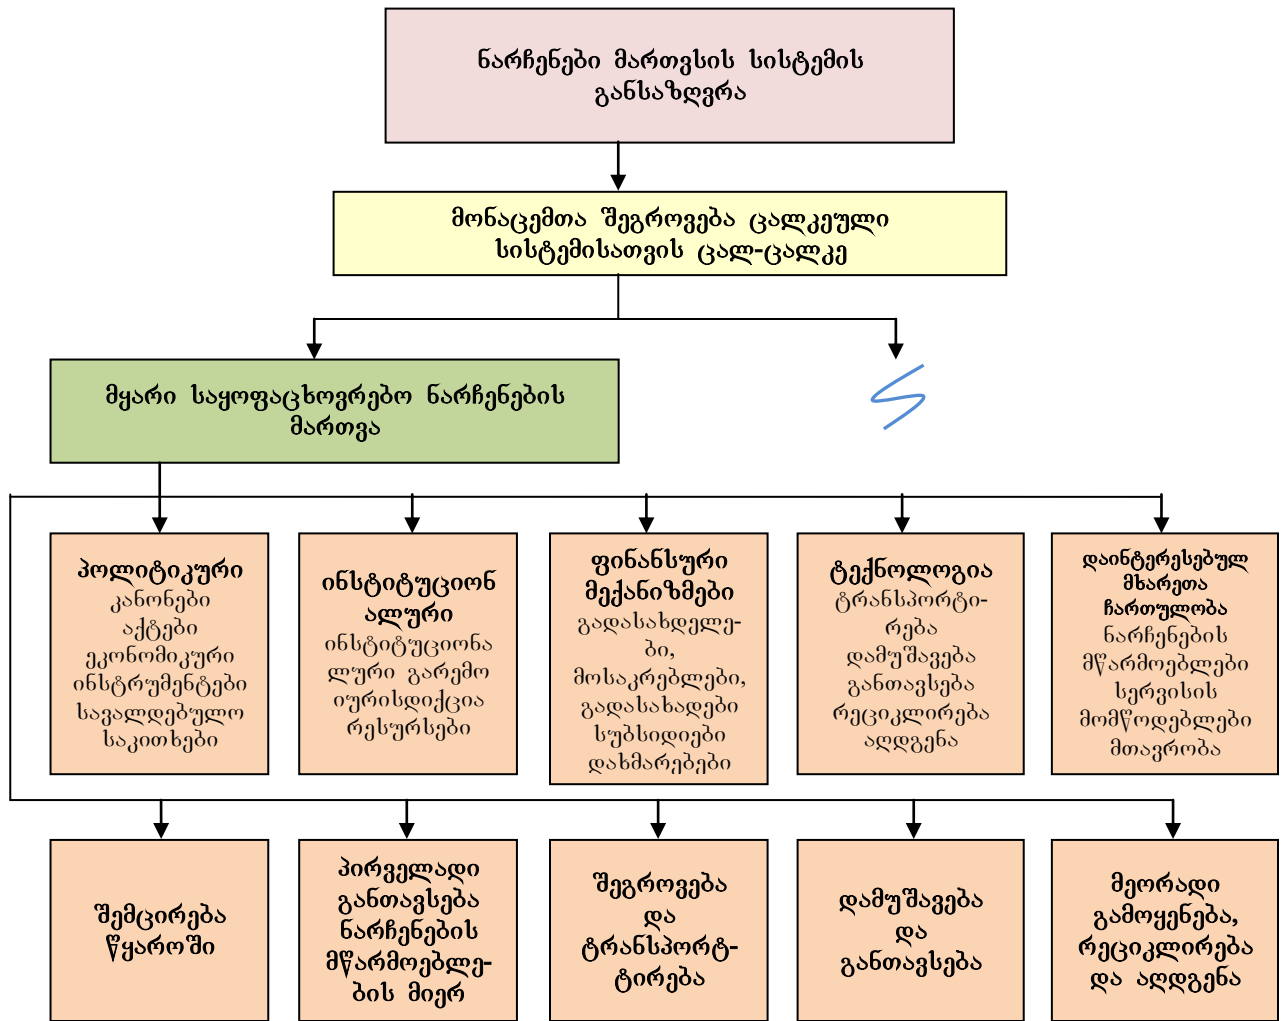 ნარჩენები მართვსის სისტემის
განსაზღვრა
მონაცემთა შეგროვება ცალკეული
სისტემისათვის ცალ-ცალკე
მყარი საყოფაცხოვრებო ნარჩენების
მართვა
პოლიტიკური
კანონები
აქტები
ეკონომიკური
ინსტრუმენტები
სავალდებულო
საკითხები
ინსტიტუციონ
ალური
ინსტიტუციონა
ლური გარემო
იურისდიქცია
რესურსები
ფინანსური
მექანიზმები
გადასახდელე-
ბი,
მოსაკრებლები,
გადასახადები
სუბსიდიები
დახმარებები
ტექნოლოგია
ტრანსპორტი-
რება
დამუშავება
განთავსება
რეციკლირება
აღდგენა
დაინტერესებულ
მხარეთა
ჩართულობა
ნარჩენების
მწარმოებლები
სერვისის
მომწოდებლები
მთავრობა
შემცირება
წყაროში
პირველადი
განთავსება
ნარჩენების
მწარმოებლე-
ბის მიერ
შეგროვება
და
ტრანსპორტ-
ტირება
დამუშავება
და
განთავსება
მეორადი
გამოყენება,
რეციკლირება
და აღდგენა